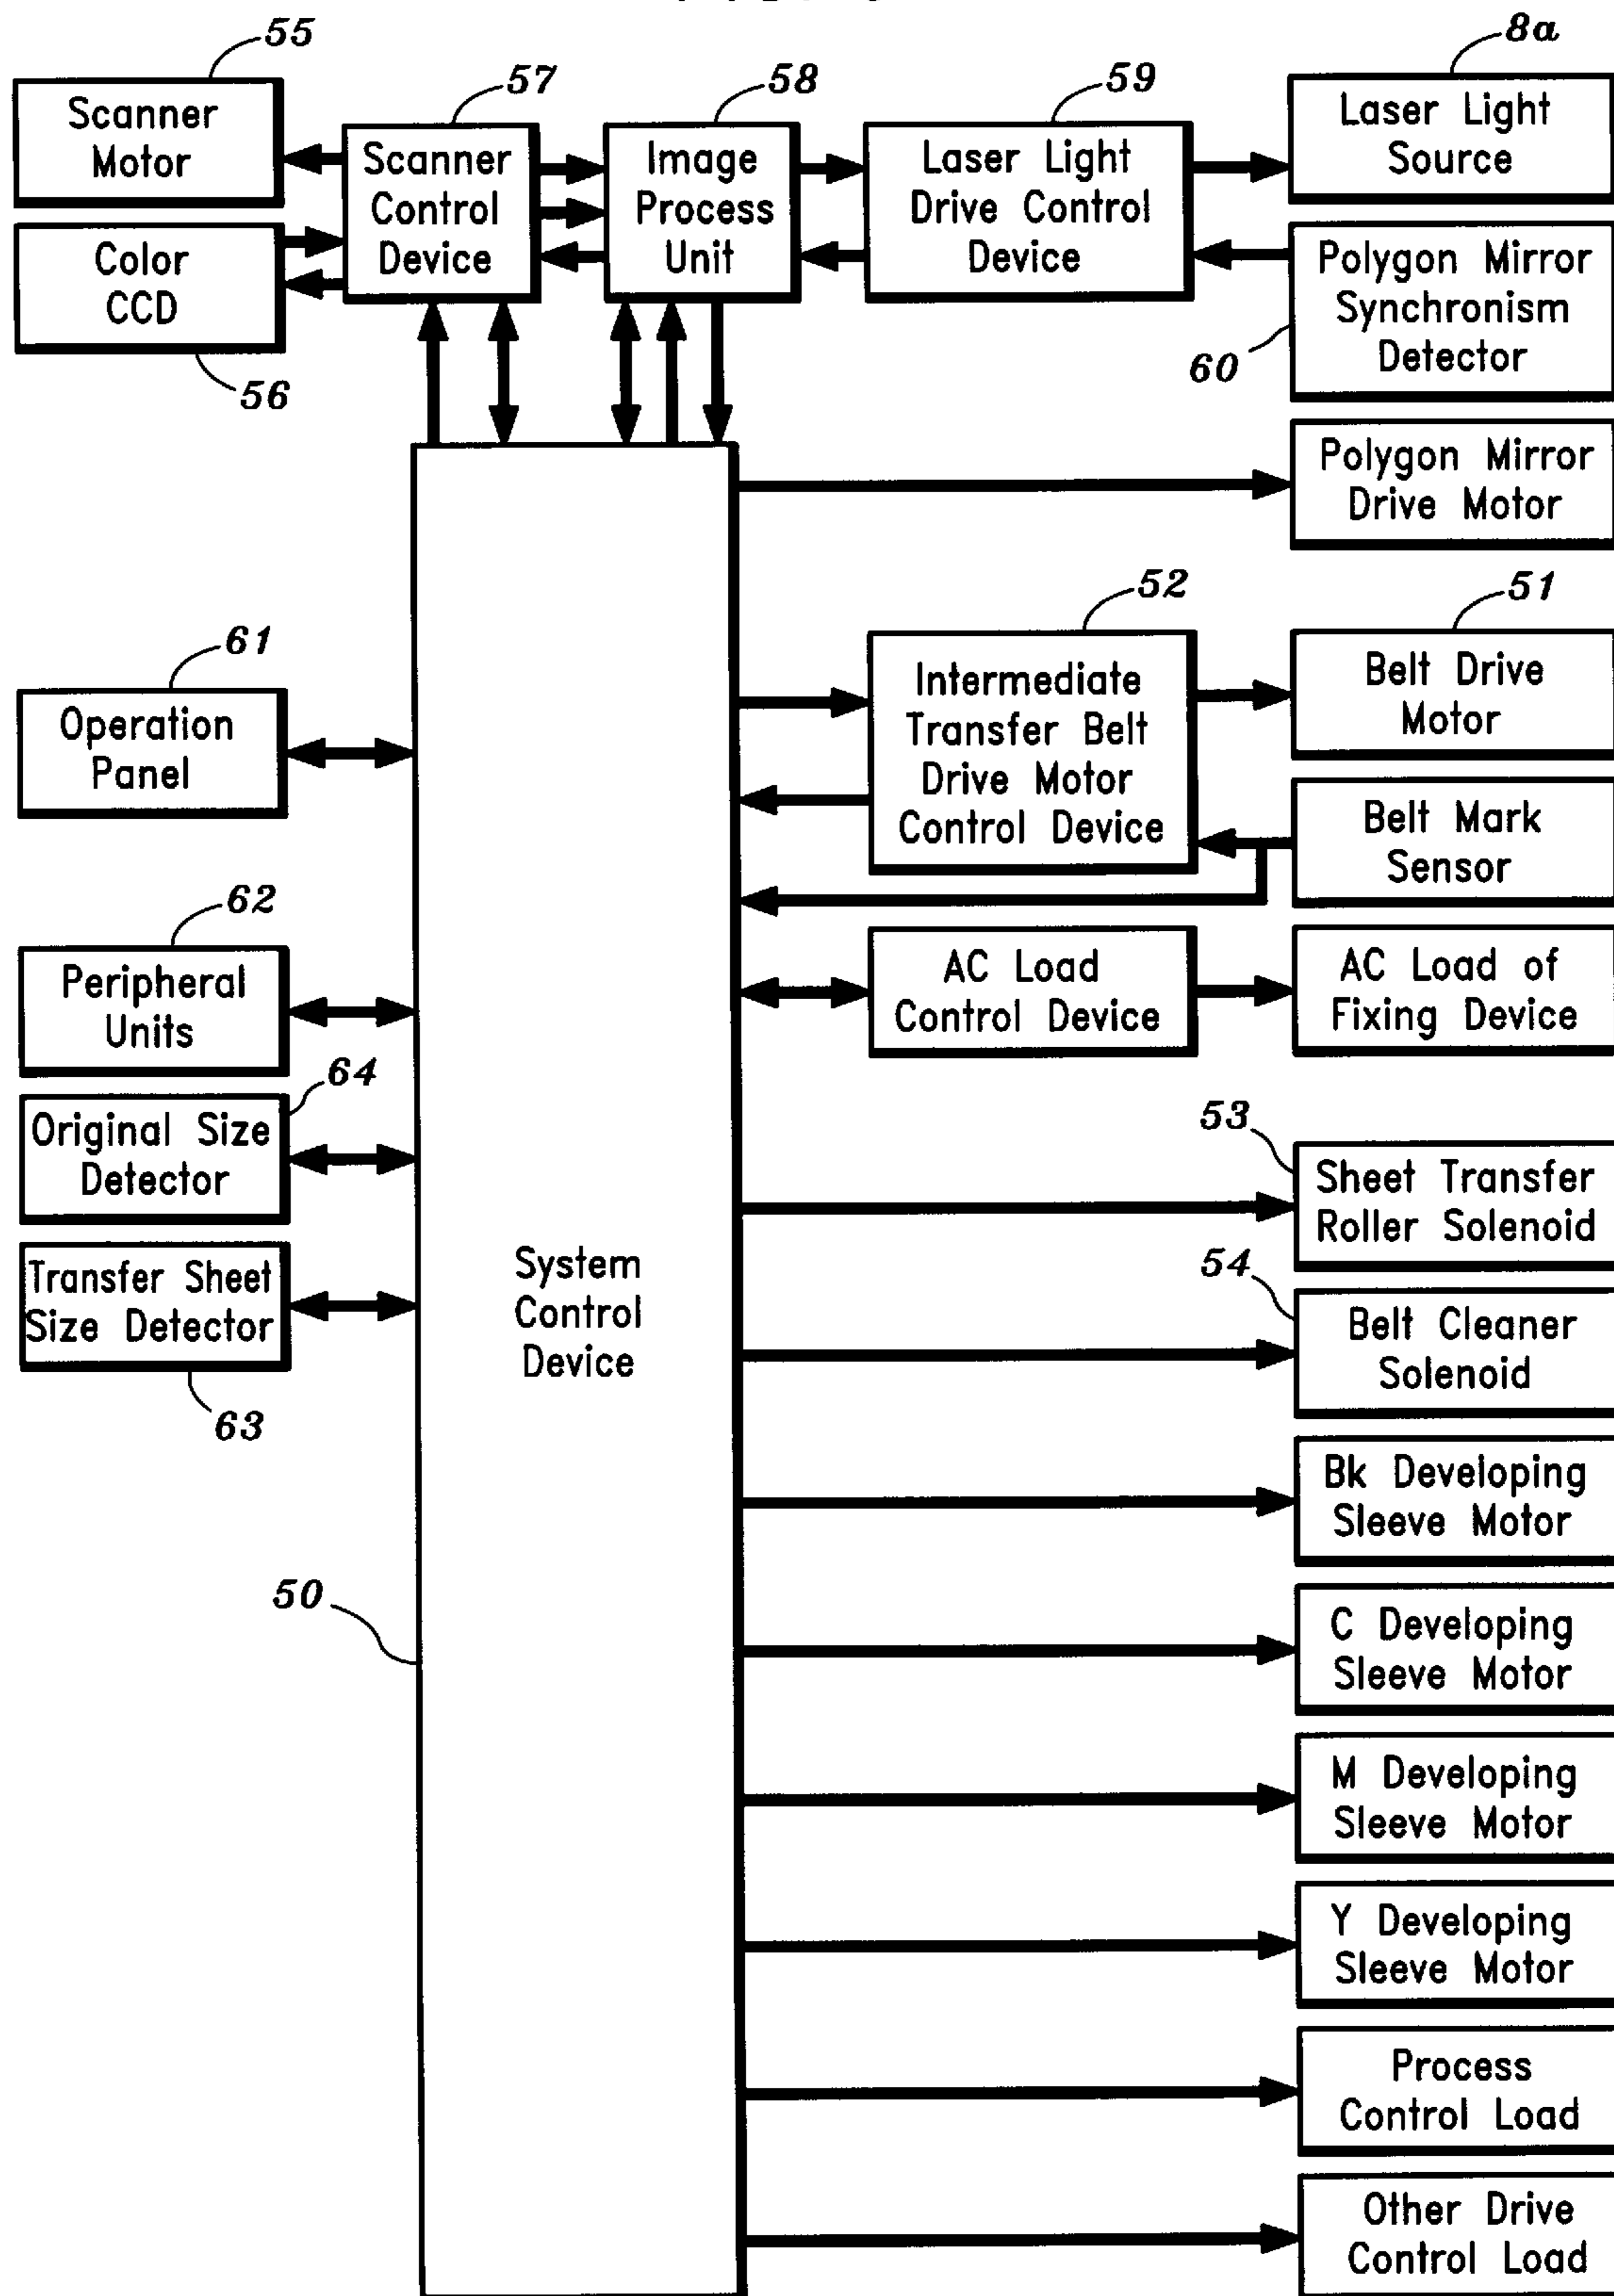 55
Scanner
Motor
57
Scanner
Control
Device
58
Image
Process
Unit
59
Laser Light
Drive Control
Device
8a
Laser Light
Source
Color
CCD
56
Polygon Mirror
Synchronism
Detector
60
Polygon Mirror
Drive Motor
61
Operation
Panel
52
Intermediate
Transfer Belt
Drive Motor
Control Device
51
Belt Drive
Motor
Belt Mark
Sensor
62
Peripheral
Units
AC Load
Control Device
AC Load of
Fixing Device
64
Original Size
Detector
53
Sheet Transfer
Roller Solenoid
Transfer Sheet
Size Detector
63
System
Control
Device
50
54
Belt Cleaner
Solenoid
Bk Developing
Sleeve Motor
C Developing
Sleeve Motor
M Developing
Sleeve Motor
Y Developing
Sleeve Motor
Process
Control Load
Other Drive
Control Load